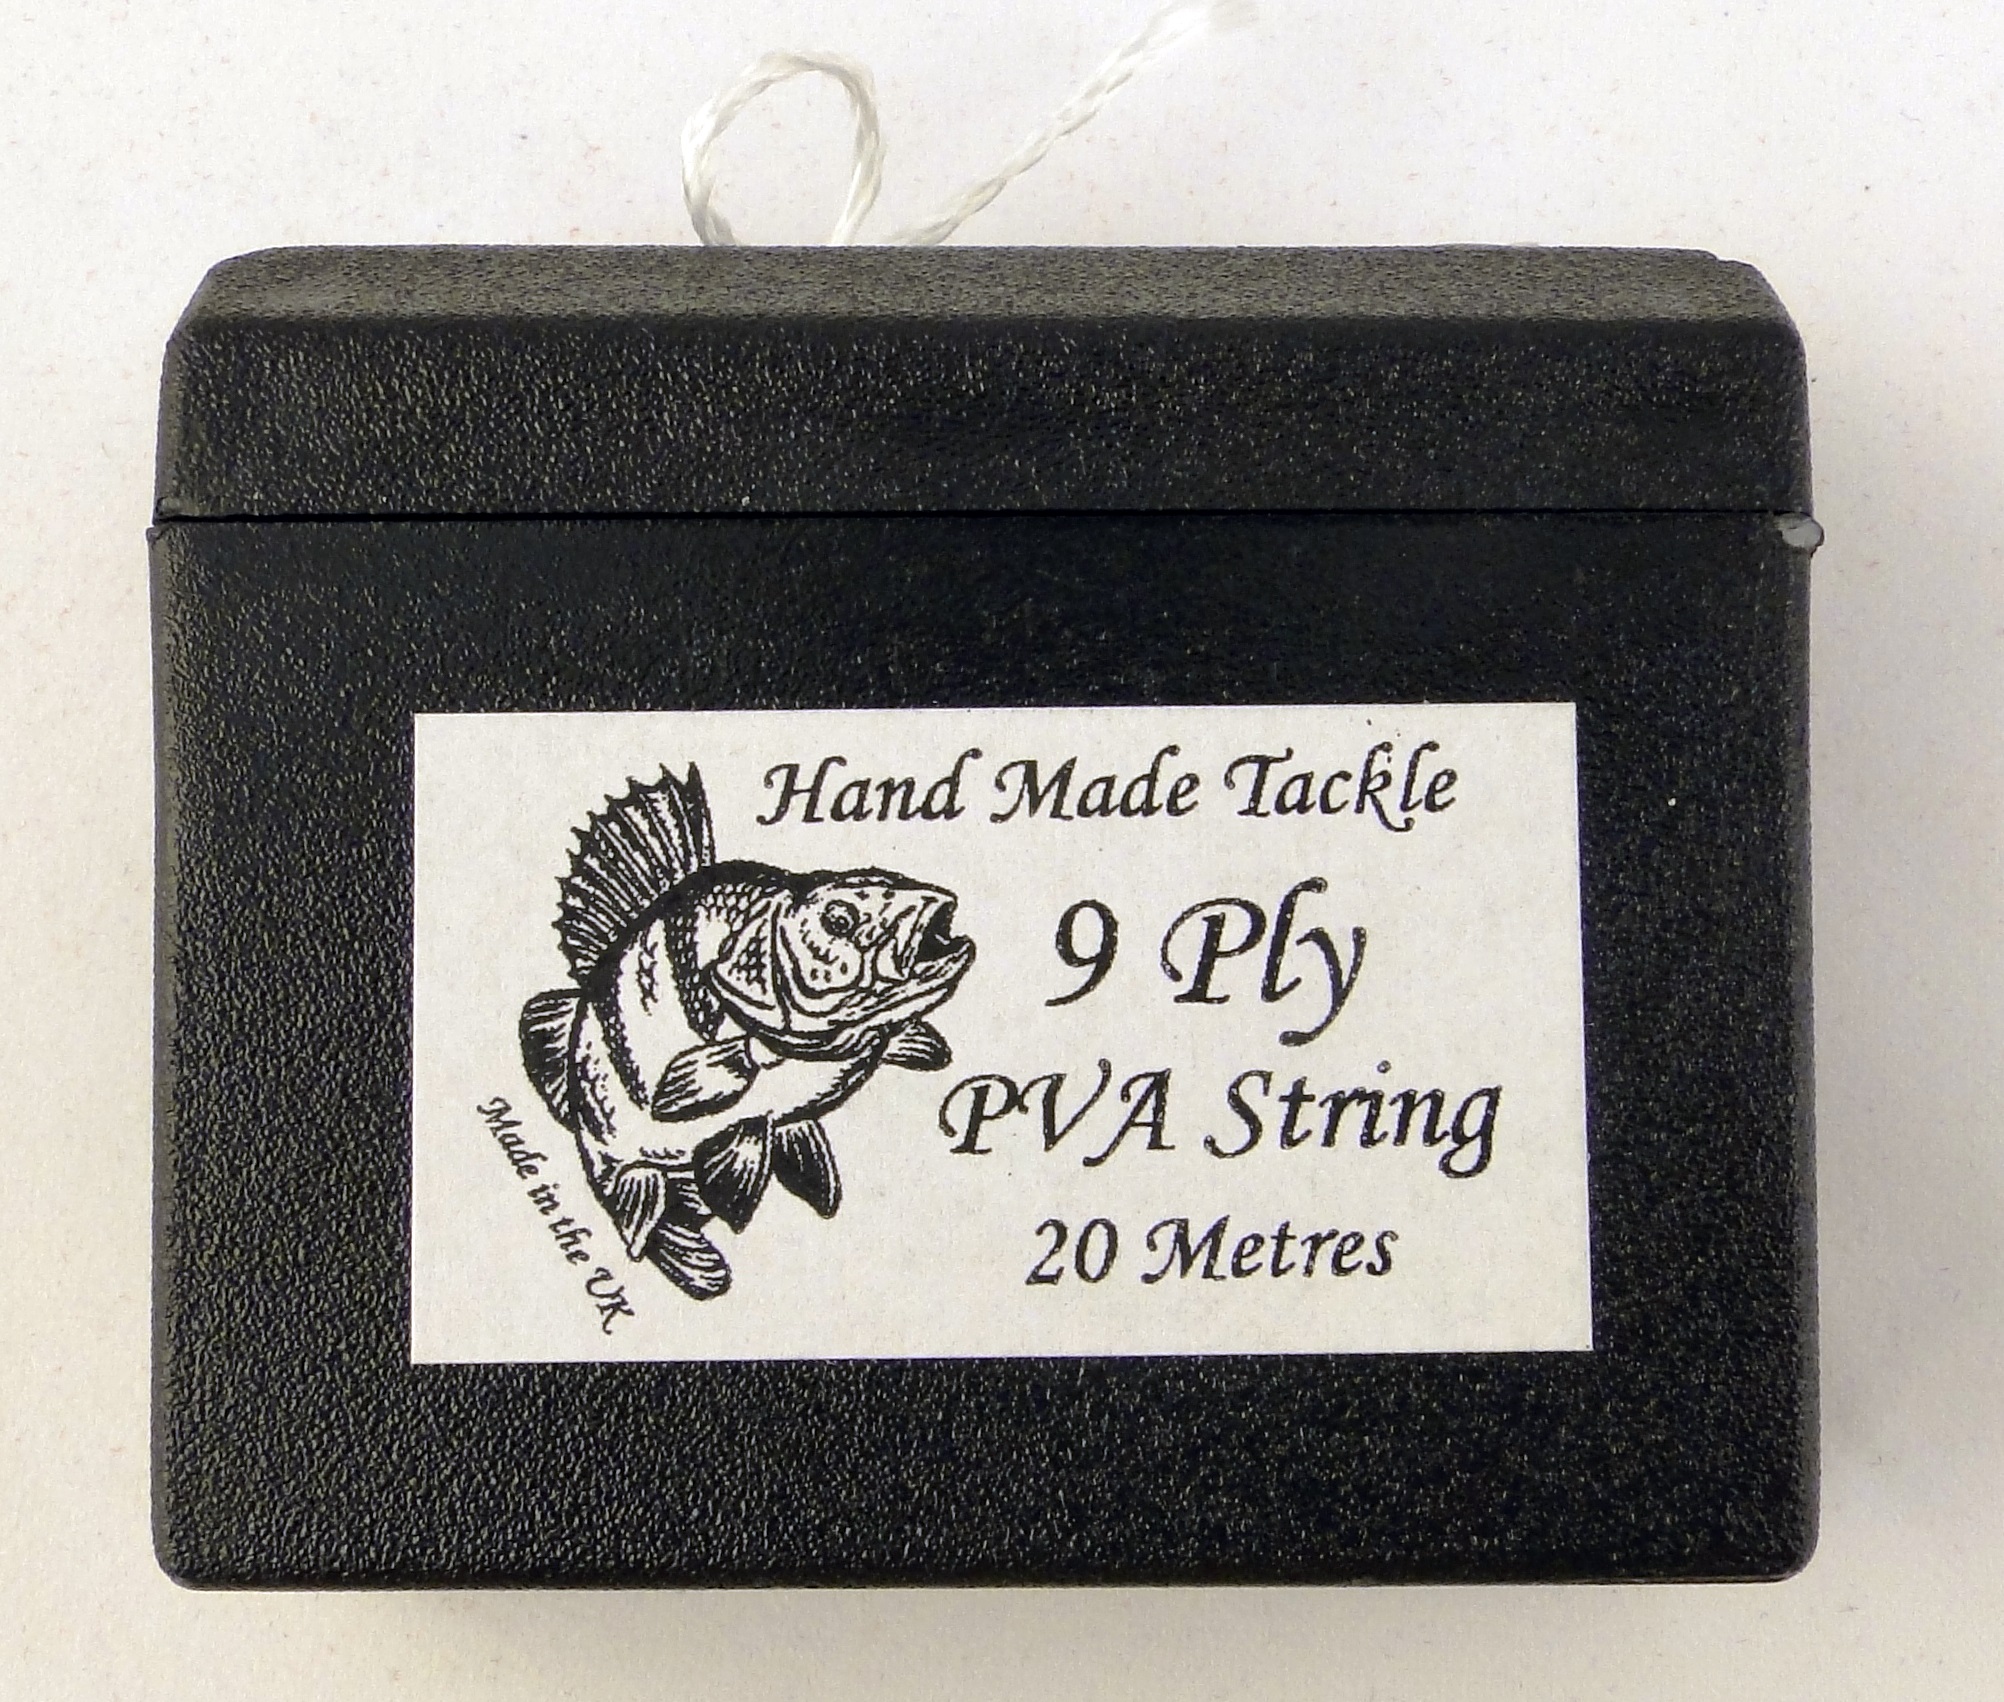 Hand Made Tackle
9 Ply
PVA String
20 Metres
Made in the UK